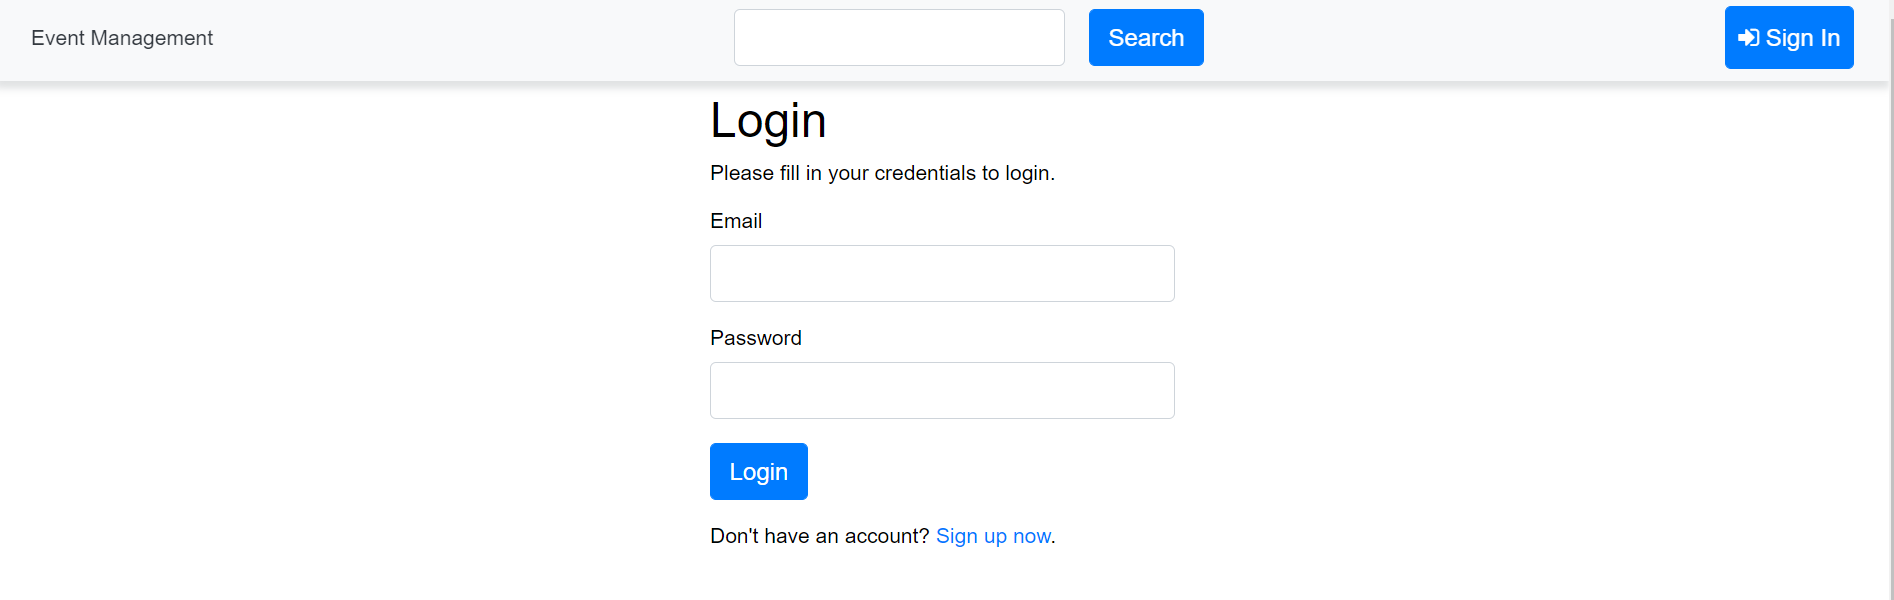 Event Management
Search
Sign In
Login
Please fill in your credentials to login.
Email
Password
Login
Don't have an account? Sign up now.